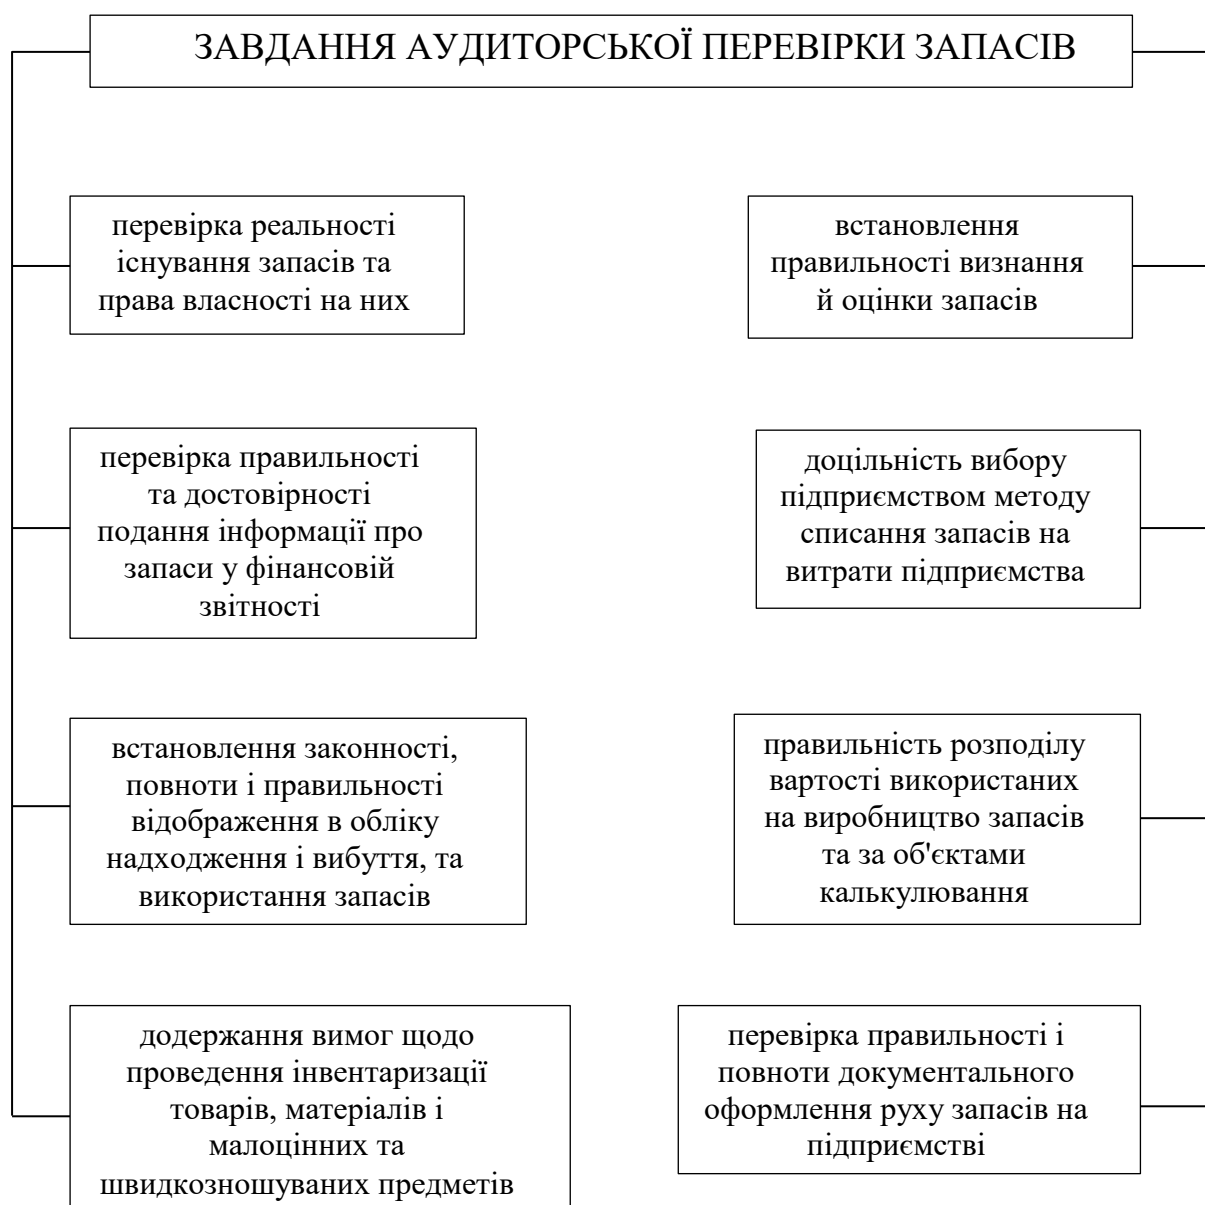 ЗАВДАННЯ АУДИТОРСЬКОЇ ПЕРЕВІРКИ ЗАПАСІВ
перевірка реальності
існування запасів та
права власності на них
встановлення
правильності визнання
й оцінки запасів
перевірка правильності
та достовірності
подання інформації про
запаси у фінансовій
звітності
доцільність вибору
підприємством методу
списання запасів на
витрати підприємства
встановлення законності,
повноти і правильності
відображення в обліку
надходження і вибуття, та
використання запасів
правильність розподілу
вартості використаних
на виробництво запасів
та за об'єктами
калькулювання
додержання вимог щодо
проведення інвентаризації
товарів, матеріалів і
малоцінних та
швидкозношуваних предметів
перевірка правильності і
повноти документального
оформлення руху запасів на
підприємстві